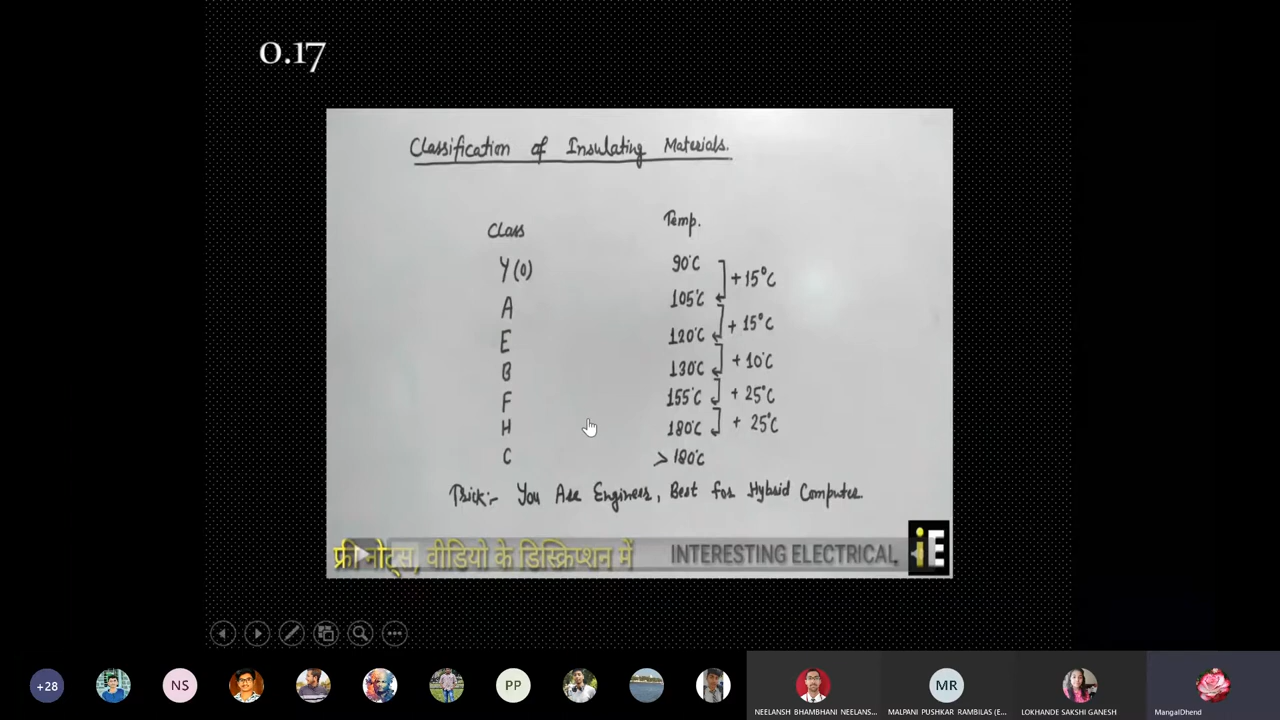 0.17
Classification of Insulating Materials.
Class Temp.
Y(0) 90°C
+15°C
A 105°C
+15°C
E 120°C
+10°C
B 130°C
+25°C
F 155°C
+25°C
H 180°C
C >180°C
Trick:- You Are Engineers, Best for Hybrid Computer.
फ्री नोट्स, वीडियो के डिस्क्रिप्शन में INTERESTING ELECTRICAL. iE
+28 NS PP MR
NEELANSH BHAMBHANI NEELANS... MALPANI PUSHKAR RAMBILAS (E... LOKHANDE SAKSHI GANESH MangalDhend